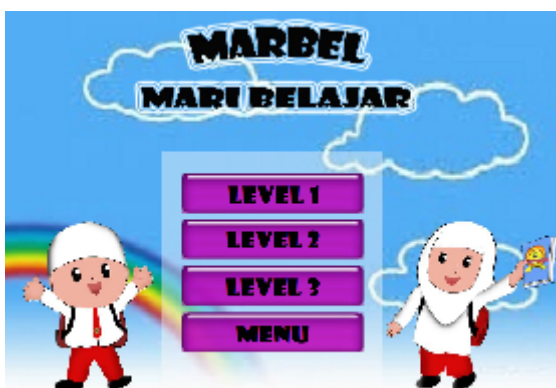 MARBEL
MARI BELAJAR
LEVEL 1
LEVEL 2
LEVEL 3
MENU